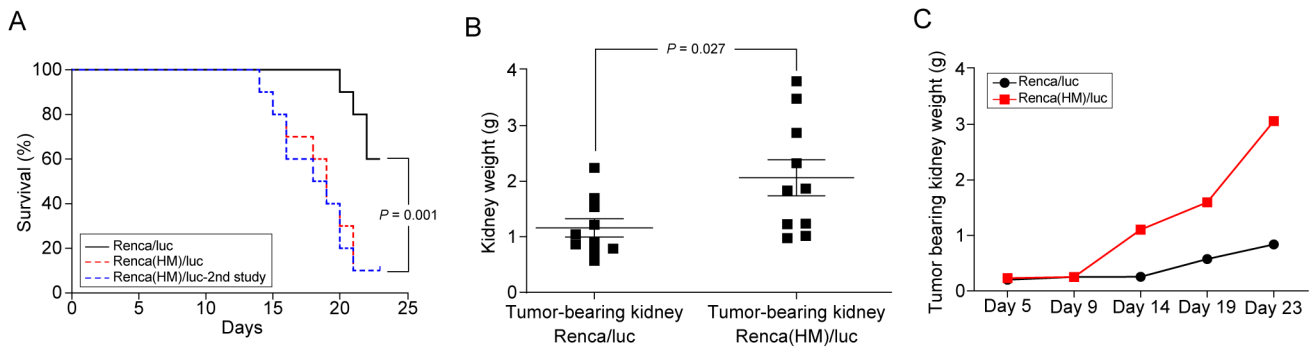 A
Survival (%)
100
80
60
40
20
0
0 5 10 15 20 25
Days
P = 0.001
Renca/luc
Renca(HM)/luc
Renca(HM)/luc-2nd study
B
P = 0.027
Kidney weight (g)
4
3
2
1
0
Tumor-bearing kidney
Renca/luc
Tumor-bearing kidney
Renca(HM)/luc
C
Tumor bearing kidney weight (g)
4
3
2
1
0
Renca/luc
Renca(HM)/luc
Day 5 Day 9 Day 14 Day 19 Day 23